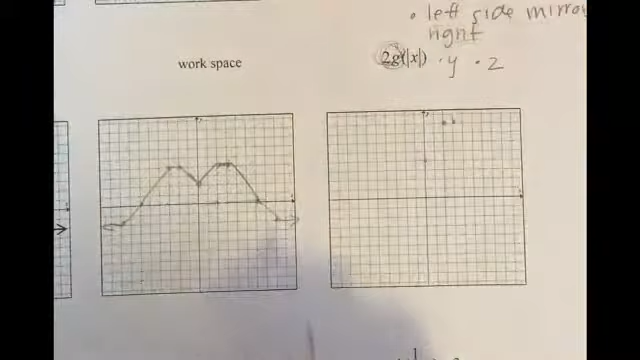 • left side mirror
right
work space
2g(|x|) • y • 2